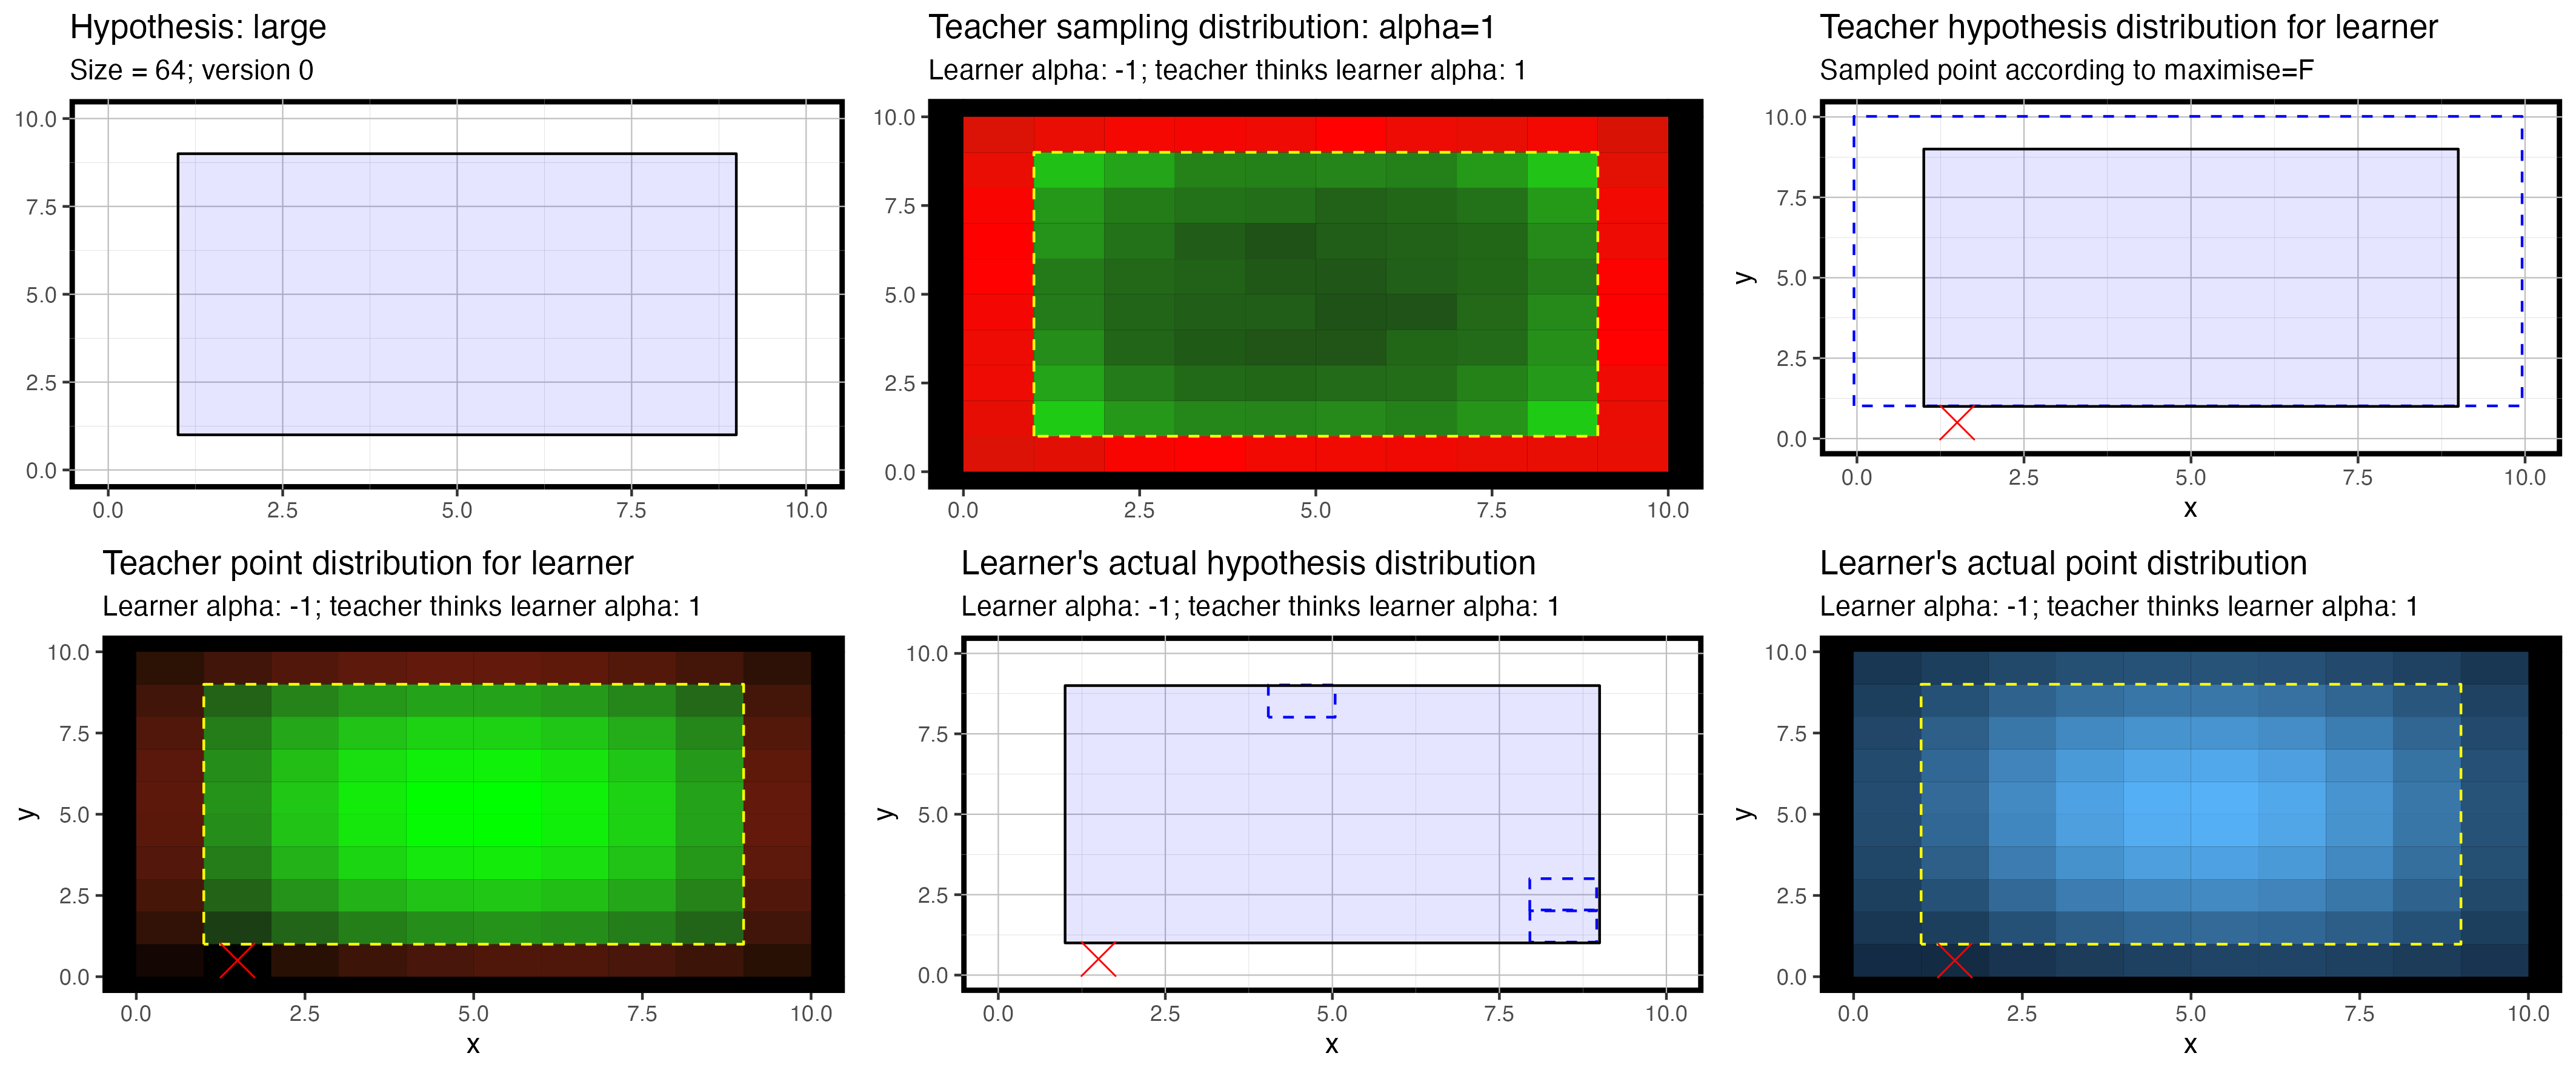 Hypothesis: large
Size = 64; version 0
10.0
7.5
5.0
2.5
0.0
0.0 2.5 5.0 7.5 10.0
Teacher sampling distribution: alpha=1
Learner alpha: -1; teacher thinks learner alpha: 1
10.0
7.5
5.0
2.5
0.0
0.0 2.5 5.0 7.5 10.0
Teacher hypothesis distribution for learner
Sampled point according to maximise=F
10.0
7.5
5.0
2.5
0.0
y
0.0 2.5 5.0 7.5 10.0
x
Teacher point distribution for learner
Learner alpha: -1; teacher thinks learner alpha: 1
10.0
7.5
5.0
2.5
0.0
y
0.0 2.5 5.0 7.5 10.0
x
Learner's actual hypothesis distribution
Learner alpha: -1; teacher thinks learner alpha: 1
10.0
7.5
5.0
2.5
0.0
y
0.0 2.5 5.0 7.5 10.0
x
Learner's actual point distribution
Learner alpha: -1; teacher thinks learner alpha: 1
10.0
7.5
5.0
2.5
0.0
y
0.0 2.5 5.0 7.5 10.0
x